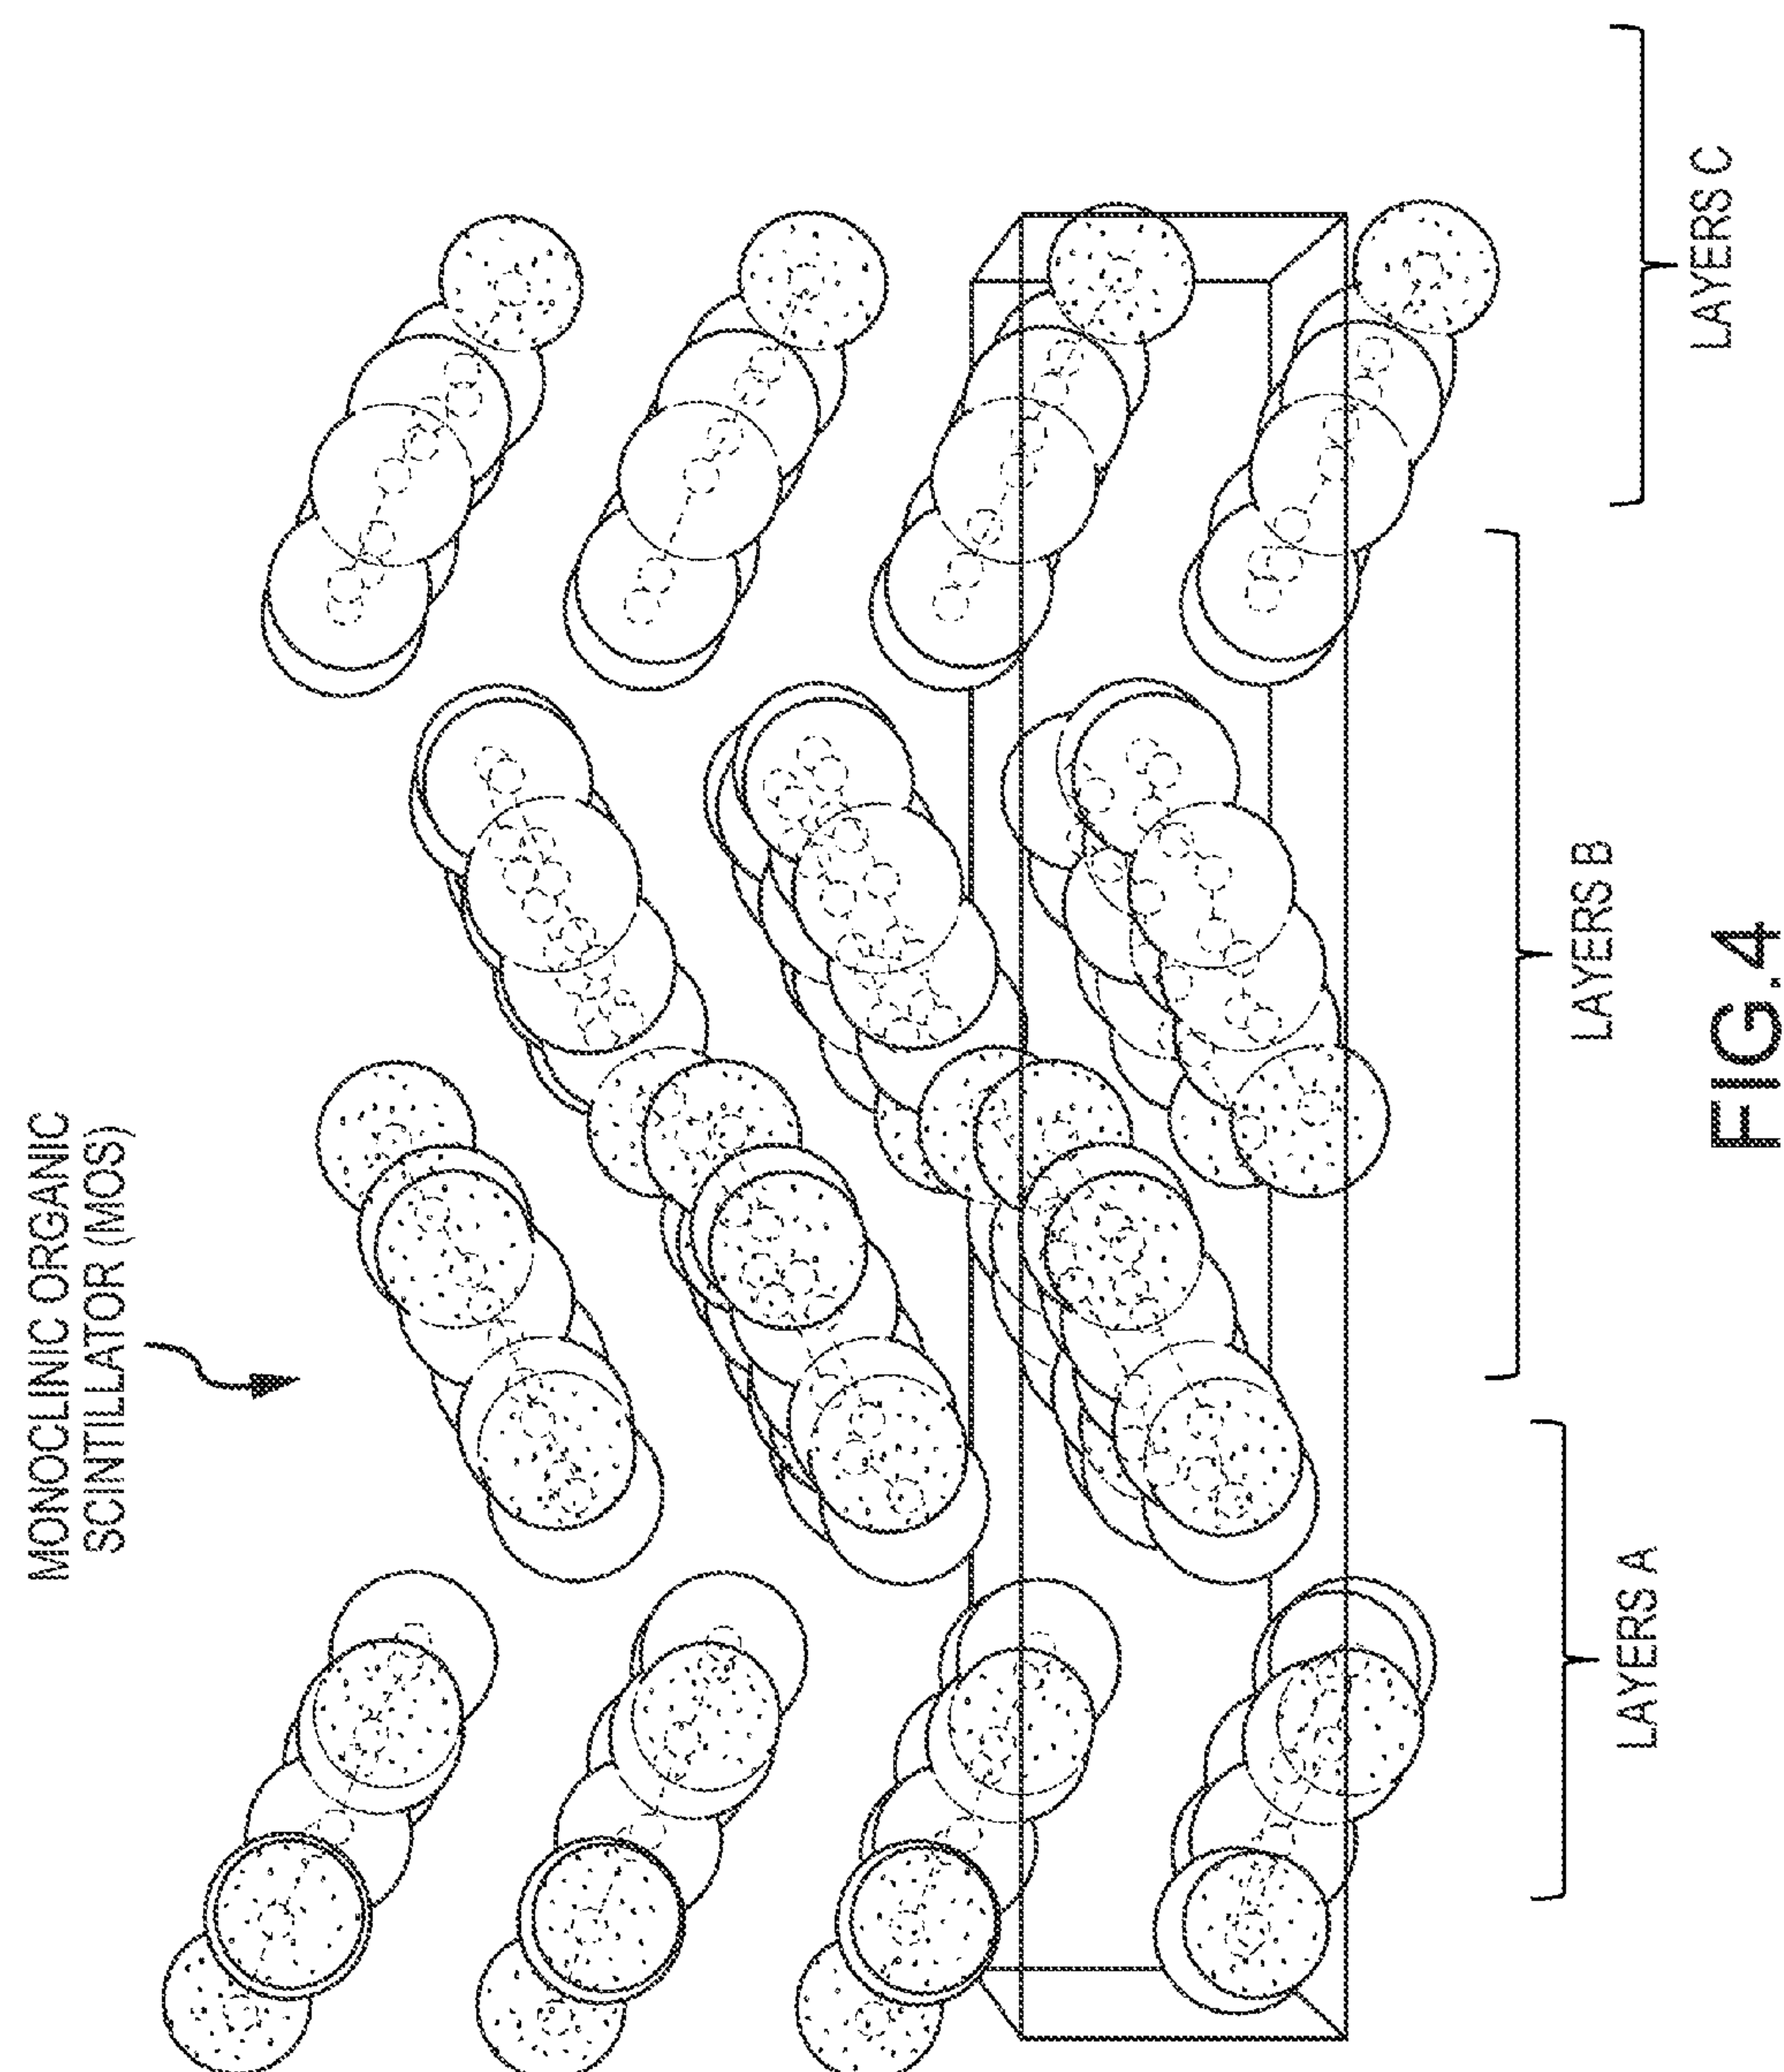 MONOCLINIC ORGANIC
SCINTILLATOR (MOS)
LAYERS A
LAYERS B
LAYERS C
FIG.4